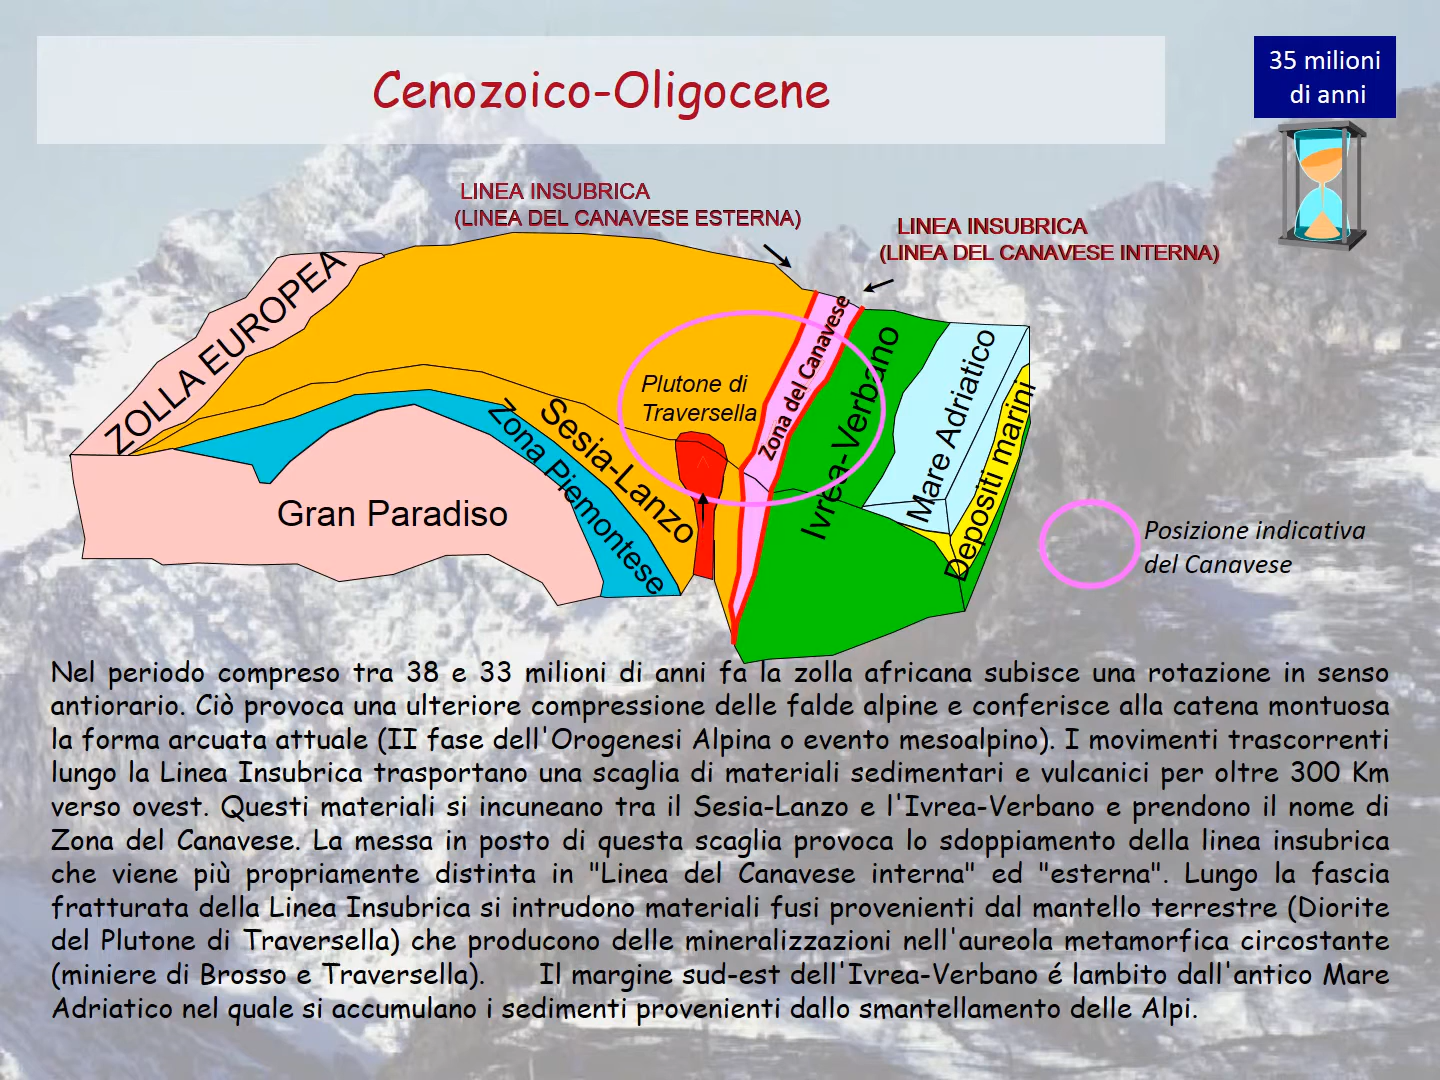 Cenozoico-Oligocene
35 milioni
di anni
LINEA INSUBRICA
(LINEA DEL CANAVESE ESTERNA)
LINEA INSUBRICA
(LINEA DEL CANAVESE INTERNA)
ZOLLA EUROPEA
Zona del Canavese
Plutone di
Traversella
Ivrea-Verbano
Mare Adriatico
Depositi marini
Sesia-Lanzo
Zona Piemontese
Gran Paradiso
Posizione indicativa
del Canavese
Nel periodo compreso tra 38 e 33 milioni di anni fa la zolla africana subisce una rotazione in senso
antiorario. Ciò provoca una ulteriore compressione delle falde alpine e conferisce alla catena montuosa
la forma arcuata attuale (II fase dell'Orogenesi Alpina o evento mesoalpino). I movimenti trascorrenti
lungo la Linea Insubrica trasportano una scaglia di materiali sedimentari e vulcanici per oltre 300 Km
verso ovest. Questi materiali si incuneano tra il Sesia-Lanzo e l'Ivrea-Verbano e prendono il nome di
Zona del Canavese. La messa in posto di questa scaglia provoca lo sdoppiamento della linea insubrica
che viene più propriamente distinta in "Linea del Canavese interna" ed "esterna". Lungo la fascia
fratturata della Linea Insubrica si intrudono materiali fusi provenienti dal mantello terrestre (Diorite
del Plutone di Traversella) che producono delle mineralizzazioni nell'aureola metamorfica circostante
(miniere di Brosso e Traversella). Il margine sud-est dell'Ivrea-Verbano é lambito dall'antico Mare
Adriatico nel quale si accumulano i sedimenti provenienti dallo smantellamento delle Alpi.